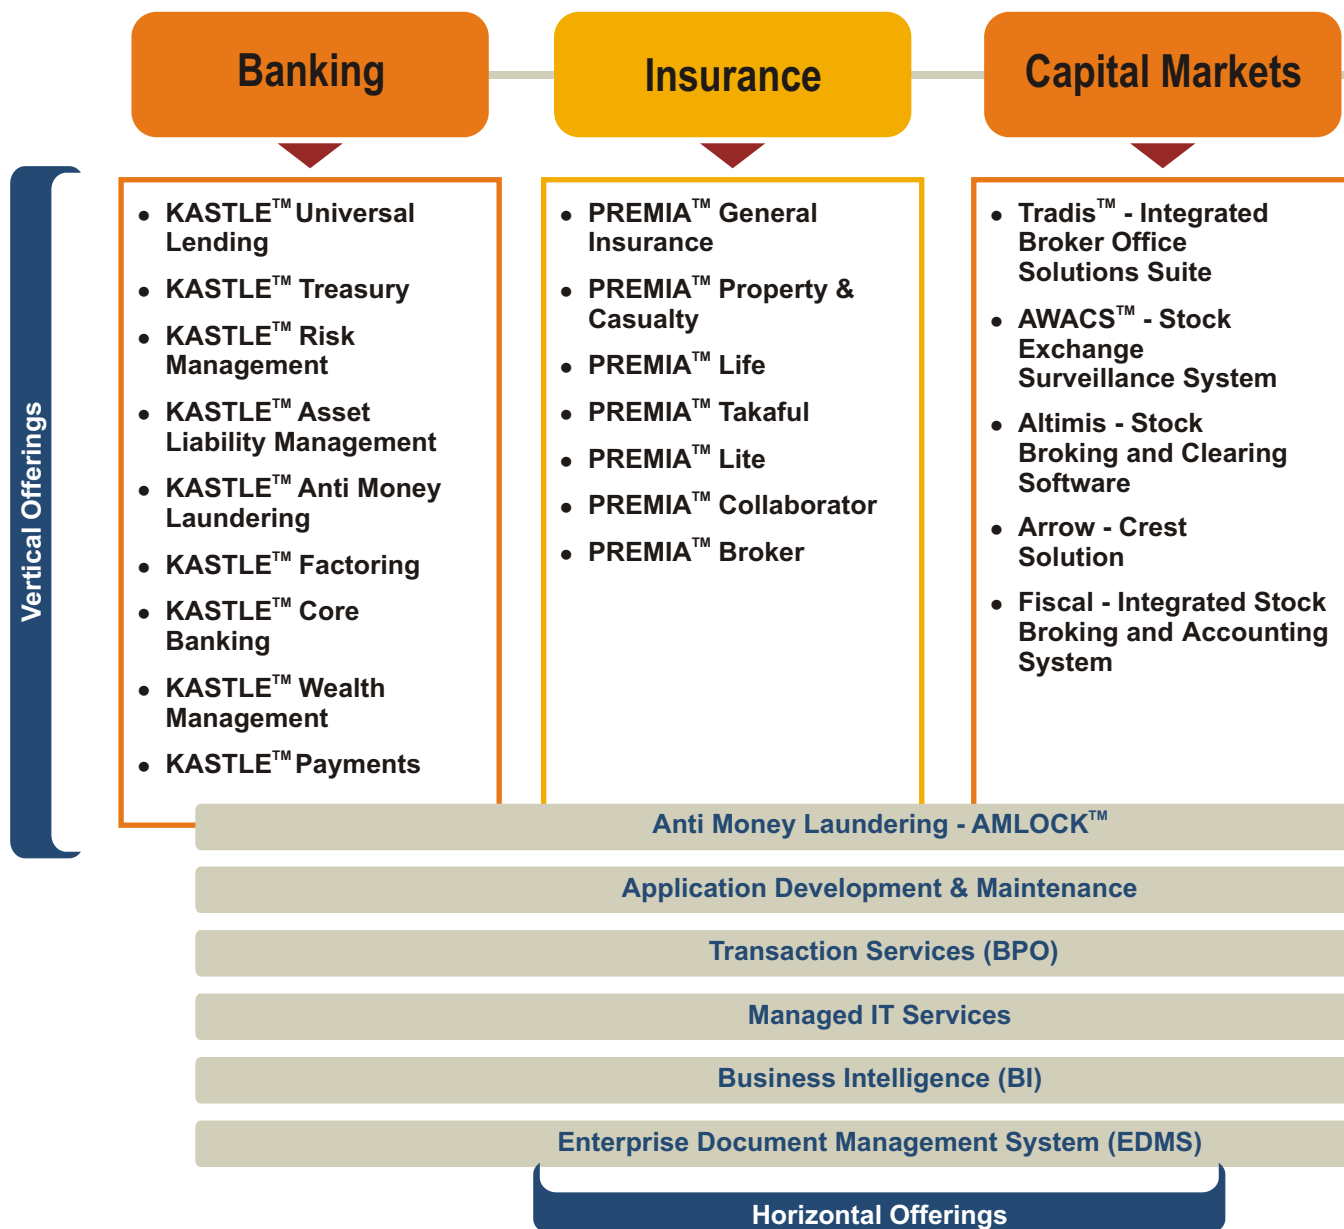 Banking
Insurance
Capital Markets
Vertical Offerings
• KASTLE™ Universal
Lending
• KASTLE™ Treasury
• KASTLE™ Risk
Management
• KASTLE™ Asset
Liability Management
• KASTLE™ Anti Money
Laundering
• KASTLE™ Factoring
• KASTLE™ Core
Banking
• KASTLE™ Wealth
Management
• KASTLE™ Payments
• PREMIA™ General
Insurance
• PREMIA™ Property &
Casualty
• PREMIA™ Life
• PREMIA™ Takaful
• PREMIA™ Lite
• PREMIA™ Collaborator
• PREMIA™ Broker
• Tradis™ - Integrated
Broker Office
Solutions Suite
• AWACS™ - Stock
Exchange
Surveillance System
• Altimis - Stock
Broking and Clearing
Software
• Arrow - Crest
Solution
• Fiscal - Integrated Stock
Broking and Accounting
System
Anti Money Laundering - AMLOCK™
Application Development & Maintenance
Transaction Services (BPO)
Managed IT Services
Business Intelligence (BI)
Enterprise Document Management System (EDMS)
Horizontal Offerings